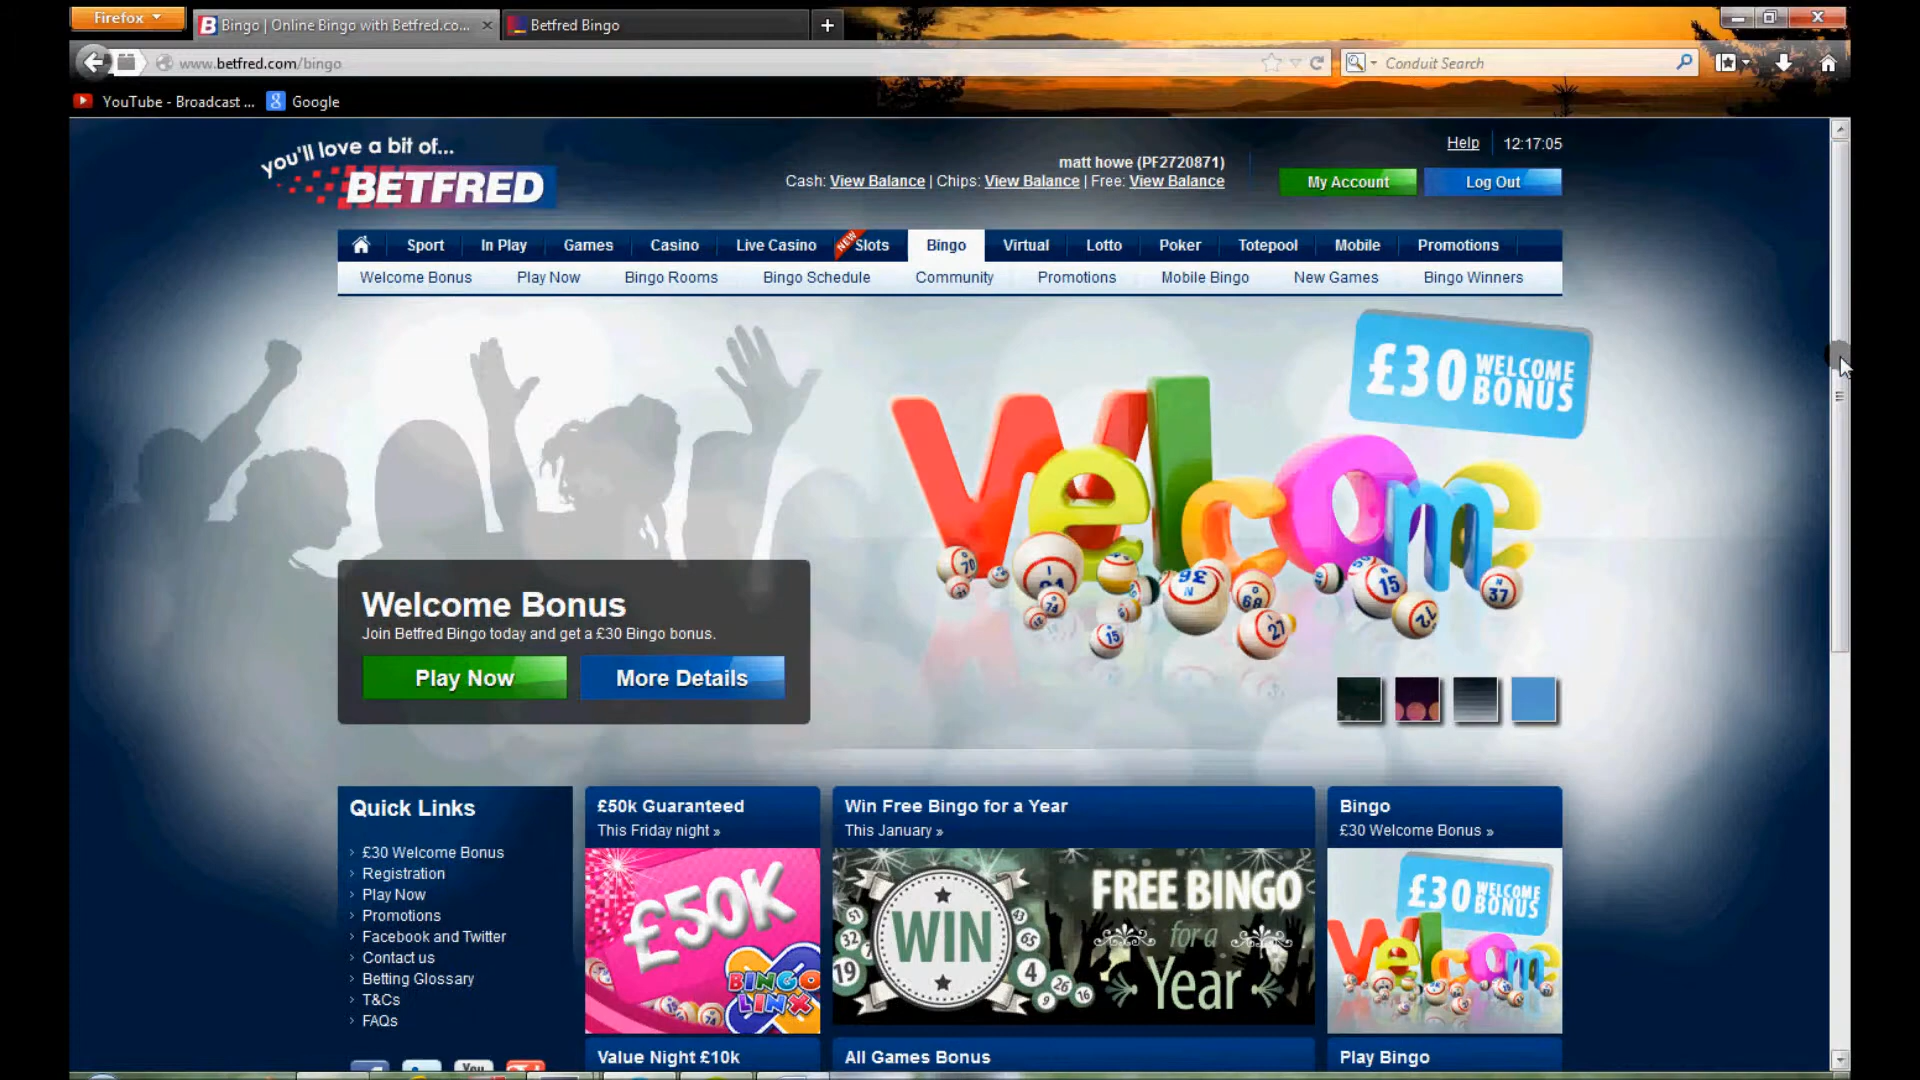 Firefox
Bingo | Online Bingo with Betfred.co...
Betfred Bingo
www.betfred.com/bingo
Conduit Search
YouTube - Broadcast ...
Google
you'll love a bit of...
BETFRED
Help
12:17:05
matt howe (PF2720871)
Cash: View Balance | Chips: View Balance | Free: View Balance
My Account
Log Out
Sport In Play Games Casino Live Casino NEW Slots Bingo Virtual Lotto Poker Totepool Mobile Promotions
Welcome Bonus Play Now Bingo Rooms Bingo Schedule Community Promotions Mobile Bingo New Games Bingo Winners
£30 WELCOME BONUS
Welcome
Welcome Bonus
Join Betfred Bingo today and get a £30 Bingo bonus.
Play Now
More Details
Quick Links
£30 Welcome Bonus
Registration
Play Now
Promotions
Facebook and Twitter
Contact us
Betting Glossary
T&Cs
FAQs
£50k Guaranteed
This Friday night »
£50K
BINGO
LINX
Value Night £10k
Win Free Bingo for a Year
This January »
WIN
FREE BINGO
for a
Year
All Games Bonus
Bingo
£30 Welcome Bonus »
£30 WELCOME BONUS
Welcome
Play Bingo